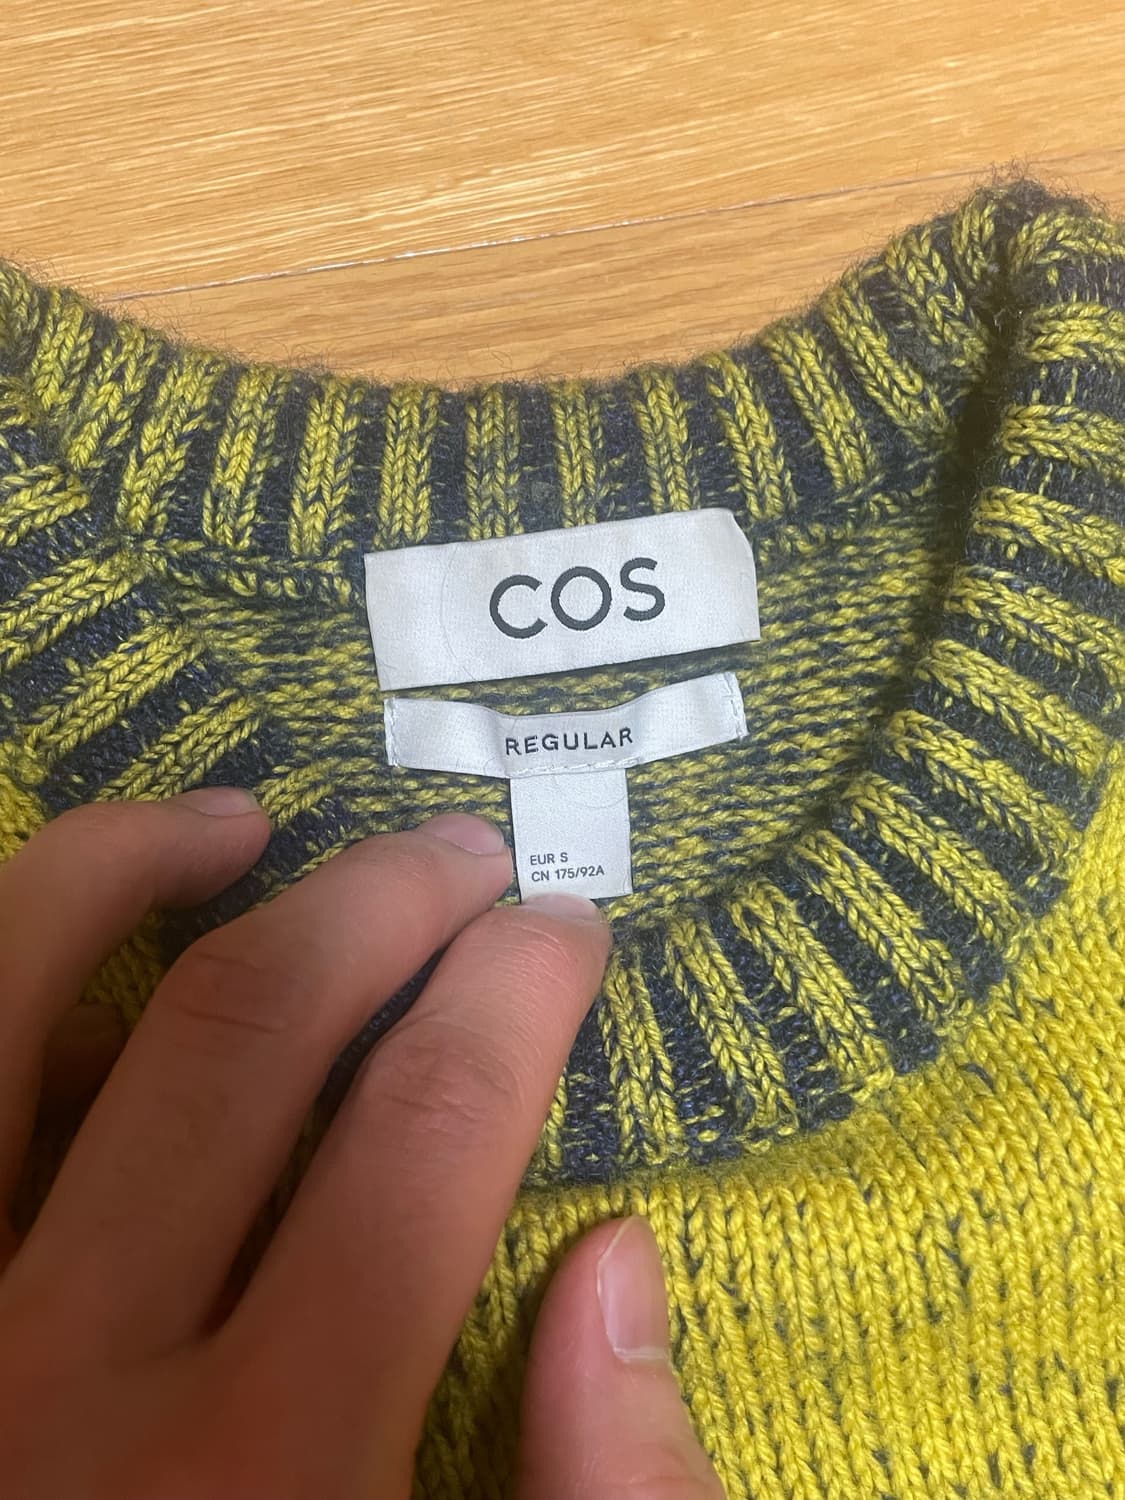 COS
REGULAR
EUR S
CN 175/92A